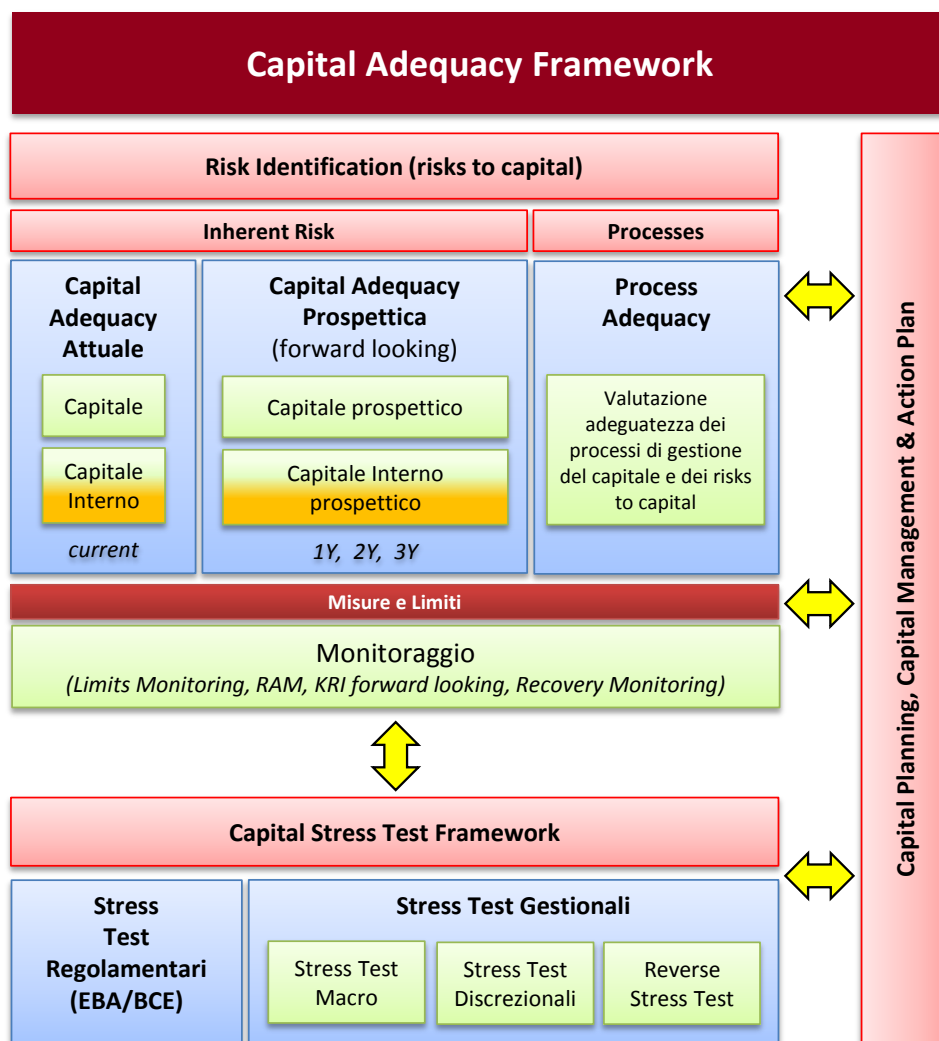 Capital Adequacy Framework
Risk Identification (risks to capital)
Inherent Risk
Processes
Capital
Adequacy
Attuale
Capitale
Capitale
Interno
current
Capital Adequacy
Prospettica
(forward looking)
Capitale prospettico
Capitale Interno
prospettico
1Y, 2Y, 3Y
Process
Adequacy
Valutazione
adeguatezza dei
processi di gestione
del capitale e dei risks
to capital
Misure e Limiti
Monitoraggio
(Limits Monitoring, RAM, KRI forward looking, Recovery Monitoring)
Capital Stress Test Framework
Stress
Test
Regolamentari
(EBA/BCE)
Stress Test Gestionali
Stress Test
Macro
Stress Test
Discrezionali
Reverse
Stress Test
Capital Planning, Capital Management & Action Plan